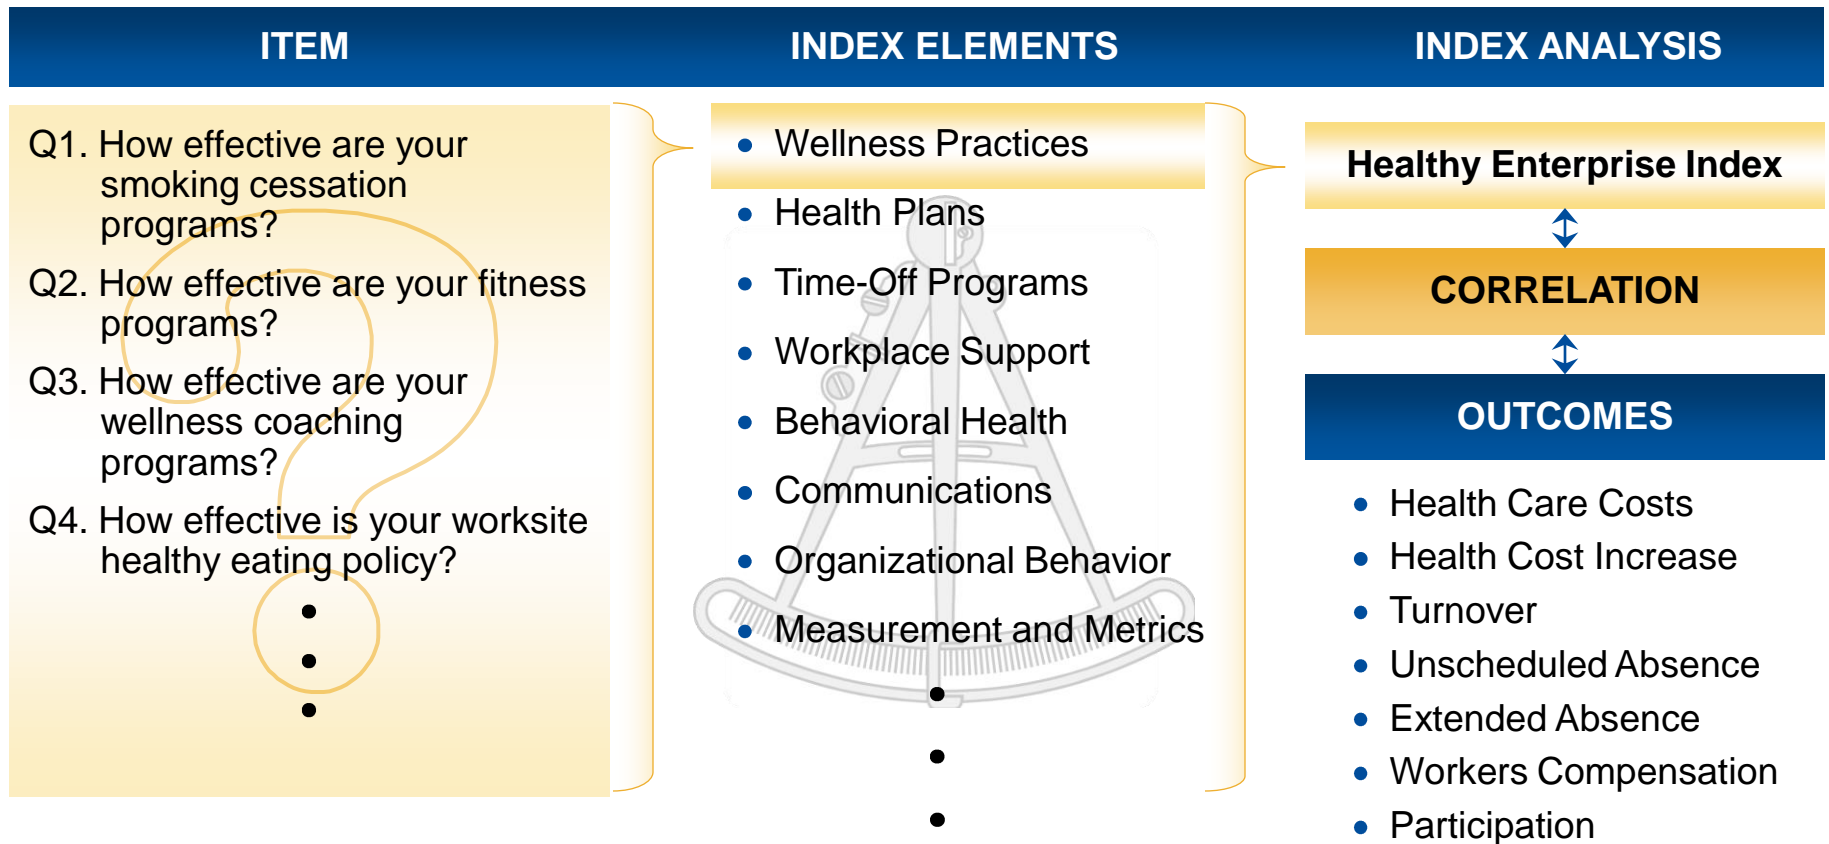 ITEM
INDEX ELEMENTS
INDEX ANALYSIS
Q1. How effective are your
smoking cessation
programs?
Q2. How effective are your fitness
programs?
Q3. How effective are your
wellness coaching
programs?
Q4. How effective is your worksite
healthy eating policy?
• Wellness Practices
• Health Plans
• Time-Off Programs
• Workplace Support
• Behavioral Health
• Communications
• Organizational Behavior
• Measurement and Metrics
Healthy Enterprise Index
CORRELATION
OUTCOMES
• Health Care Costs
• Health Cost Increase
• Turnover
• Unscheduled Absence
• Extended Absence
• Workers Compensation
• Participation